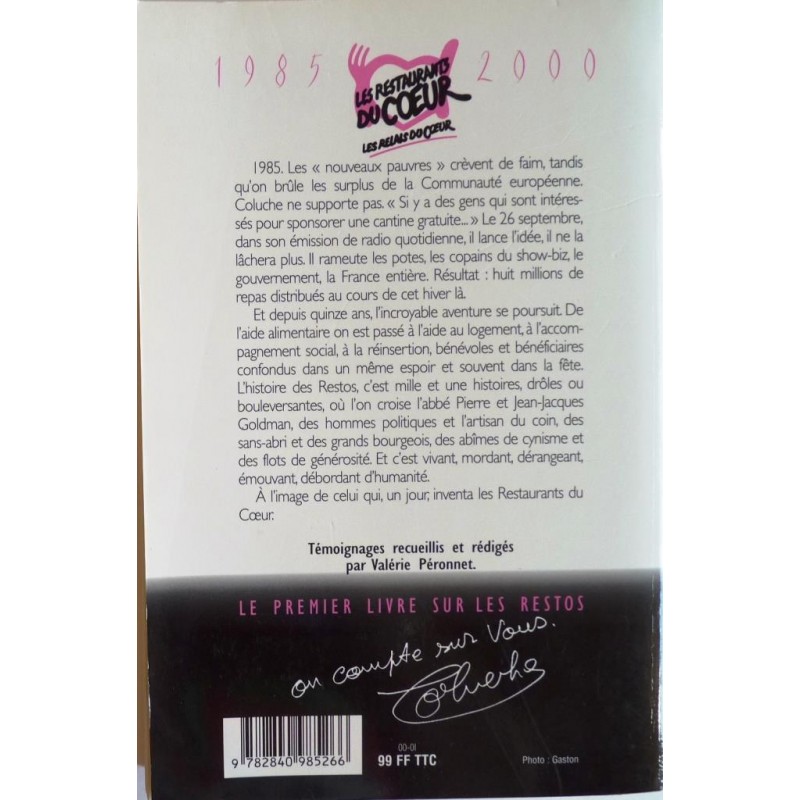 1985 2000
LES RESTAURANTS
DU CŒUR
LES RELAIS DU CŒUR
1985. Les « nouveaux pauvres » crèvent de faim, tandis
qu'on brûle les surplus de la Communauté européenne.
Coluche ne supporte pas. « Si y a des gens qui sont intéres-
sés pour sponsorer une cantine gratuite... » Le 26 septembre,
dans son émission de radio quotidienne, il lance l'idée, il ne la
lâchera plus. Il rameute les potes, les copains du show-biz, le
gouvernement, la France entière. Résultat : huit millions de
repas distribués au cours de cet hiver là.
Et depuis quinze ans, l'incroyable aventure se poursuit. De
l'aide alimentaire on est passé à l'aide au logement, à l'accom-
pagnement social, à la réinsertion, bénévoles et bénéficiaires
confondus dans un même espoir et souvent dans la fête.
L'histoire des Restos, c'est mille et une histoires, drôles ou
bouleversantes, où l'on croise l'abbé Pierre et Jean-Jacques
Goldman, des hommes politiques et l'artisan du coin, des
sans-abri et des grands bourgeois, des abîmes de cynisme et
des flots de générosité. Et c'est vivant, mordant, dérangeant,
émouvant, débordant d'humanité.
À l'image de celui qui, un jour, inventa les Restaurants du
Cœur.
Témoignages recueillis et rédigés
par Valérie Péronnet.
LE PREMIER LIVRE SUR LES RESTOS
on compte sur vous.
Coluche
9 782840 985266
00-01
99 FF TTC
Photo : Gaston